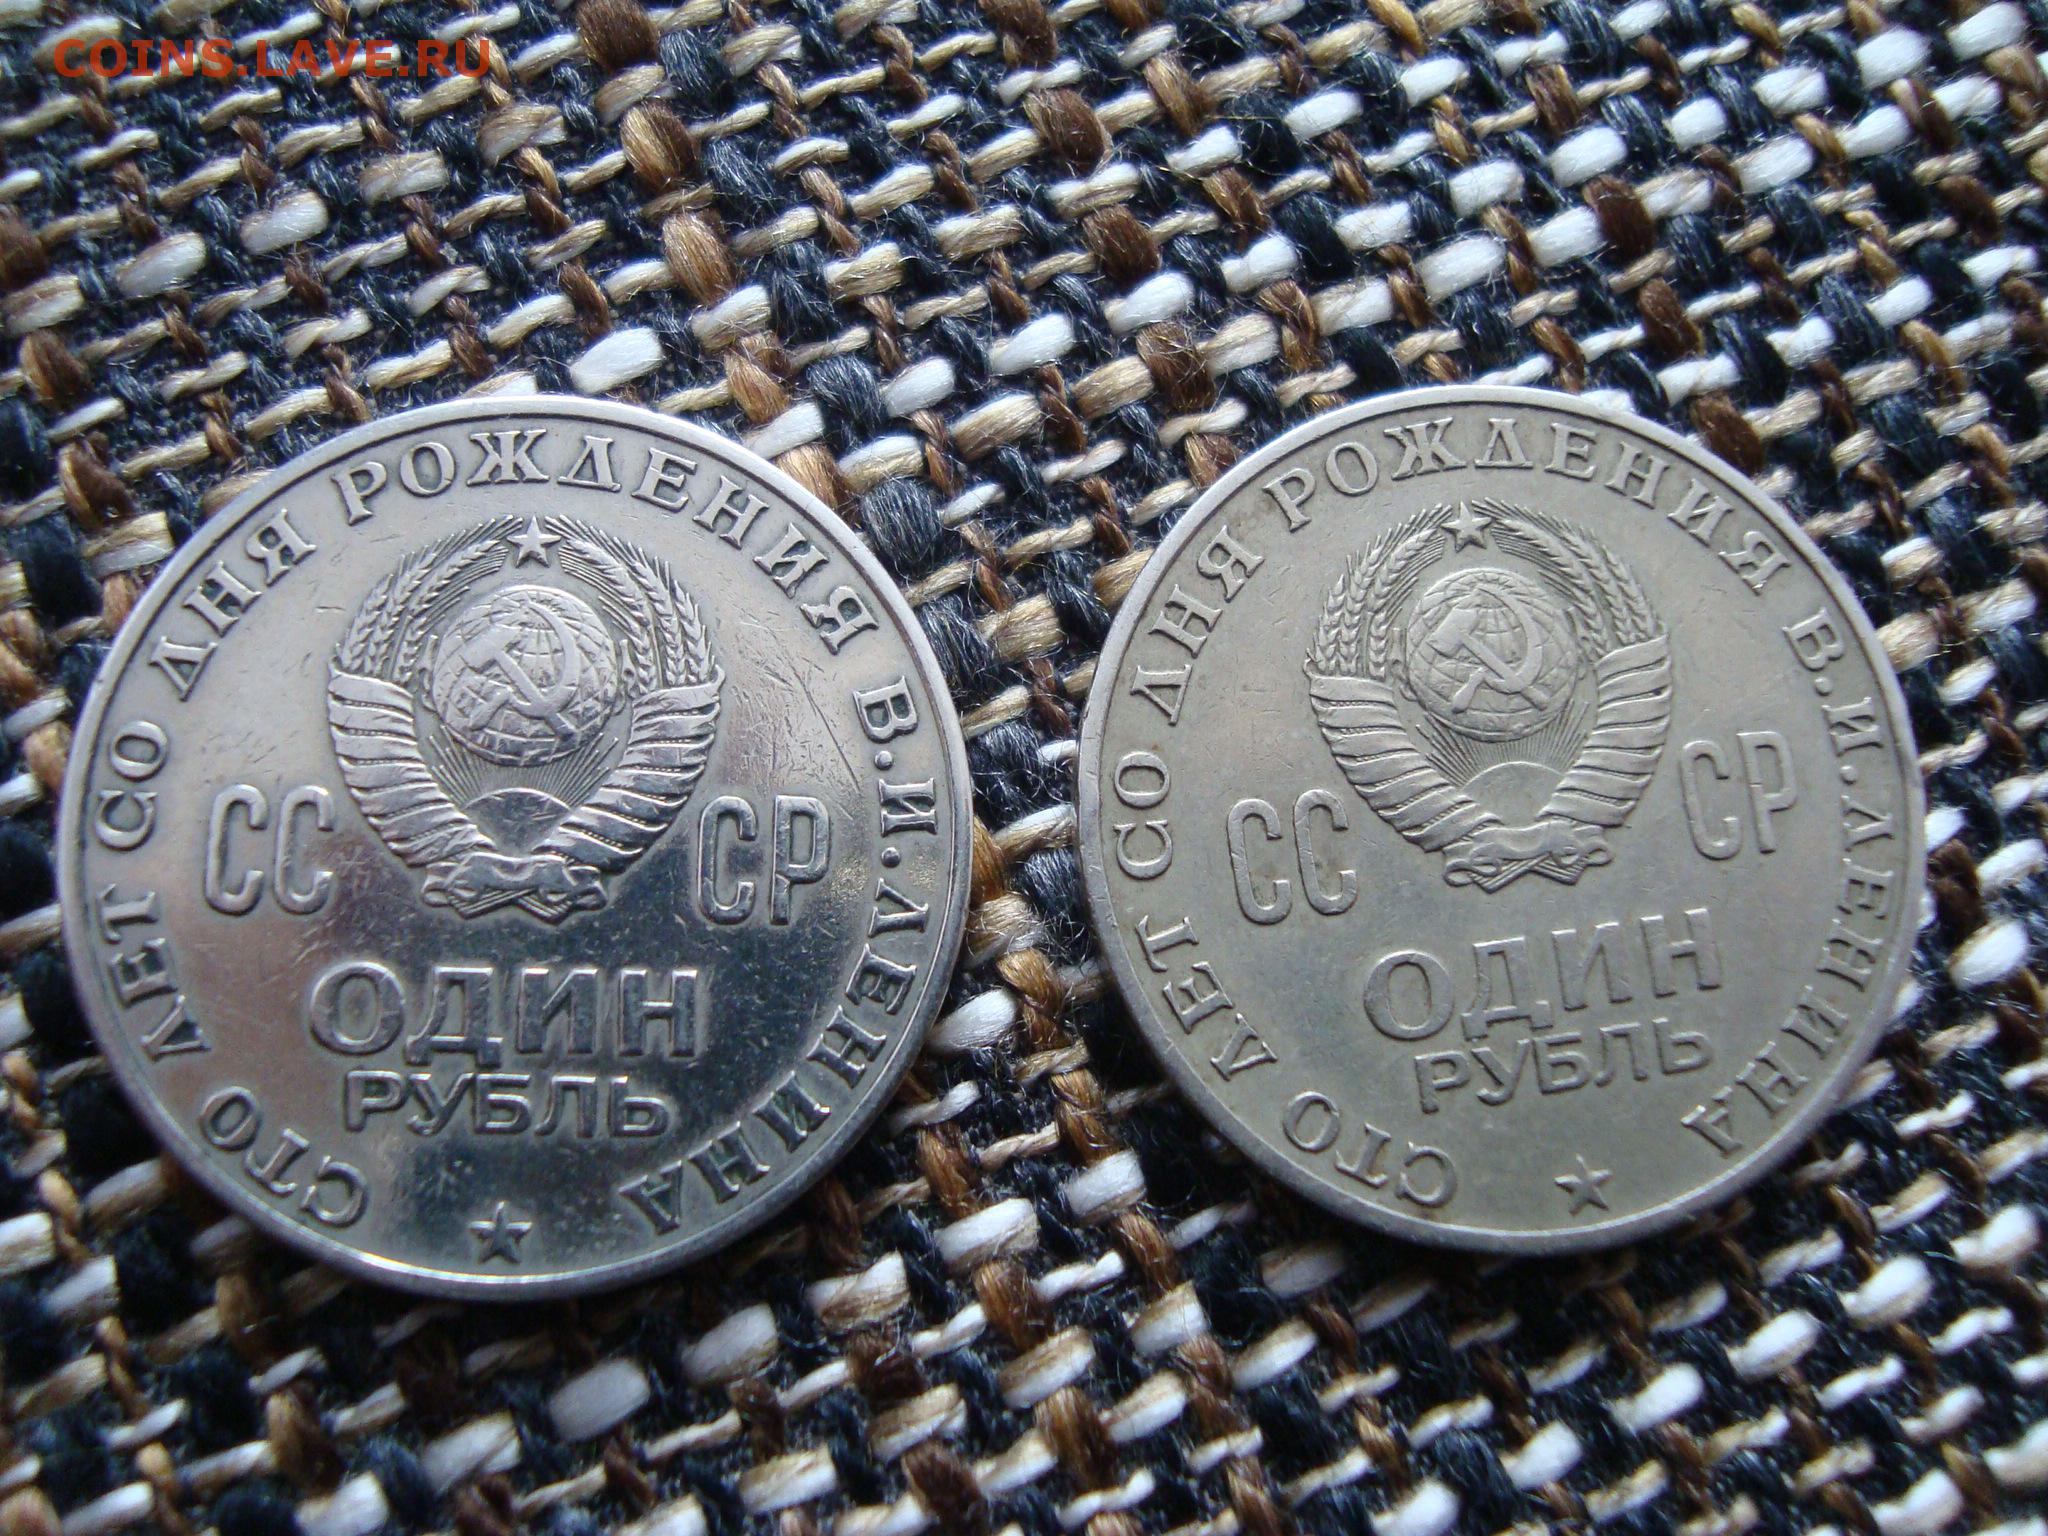 COINS.LAVE.RU
СТО ЛЕТ СО ДНЯ РОЖДЕНИЯ В.И.ЛЕНИНА
СС СР
ОДИН
РУБЛЬ
СТО ЛЕТ СО ДНЯ РОЖДЕНИЯ В.И.ЛЕНИНА
СС СР
ОДИН
РУБЛЬ